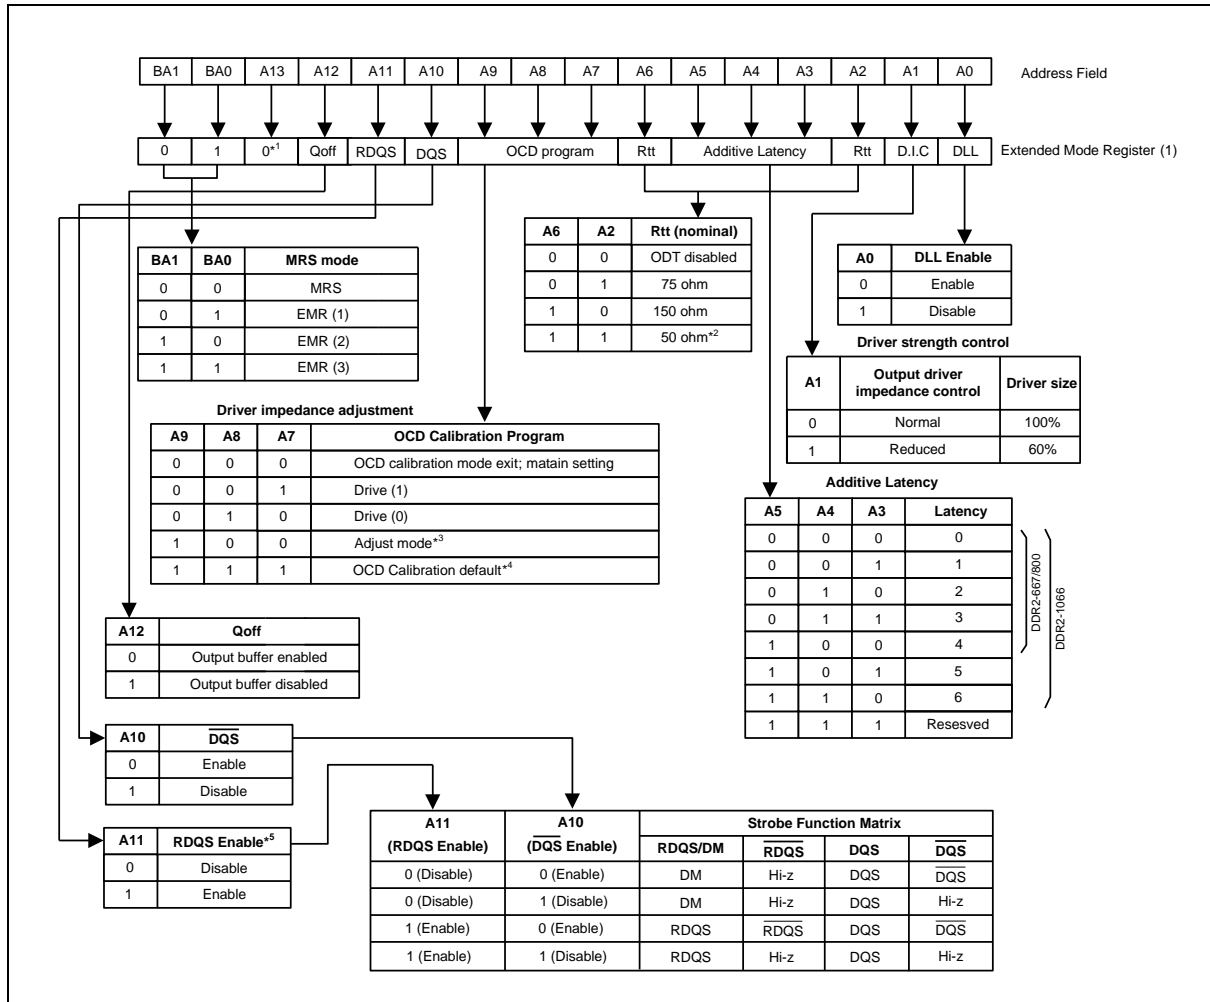 BA1 BA0 A13 A12 A11 A10 A9 A8 A7 A6 A5 A4 A3 A2 A1 A0 Address Field
0 1 0*1 Qoff RDQS DQS OCD program Rtt Additive Latency Rtt D.I.C DLL Extended Mode Register (1)
BA1 BA0 MRS mode
0 0 MRS
0 1 EMR (1)
1 0 EMR (2)
1 1 EMR (3)
A6 A2 Rtt (nominal)
0 0 ODT disabled
0 1 75 ohm
1 0 150 ohm
1 1 50 ohm*2
A0 DLL Enable
0 Enable
1 Disable
Driver strength control
A1 Output driver impedance control Driver size
0 Normal 100%
1 Reduced 60%
Driver impedance adjustment
A9 A8 A7 OCD Calibration Program
0 0 0 OCD calibration mode exit; matain setting
0 0 1 Drive (1)
0 1 0 Drive (0)
1 0 0 Adjust mode*3
1 1 1 OCD Calibration default*4
Additive Latency
A5 A4 A3 Latency
0 0 0 0
0 0 1 1
0 1 0 2
0 1 1 3
1 0 0 4
1 0 1 5
1 1 0 6
1 1 1 Resesved
DDR2-667/800
DDR2-1066
A12 Qoff
0 Output buffer enabled
1 Output buffer disabled
A10 D̅Q̅S̅
0 Enable
1 Disable
A11 RDQS Enable*5
0 Disable
1 Enable
A11 A10 Strobe Function Matrix
(RDQS Enable) (D̅Q̅S̅ Enable) RDQS/DM R̅D̅Q̅S̅ DQS D̅Q̅S̅
0 (Disable) 0 (Enable) DM Hi-z DQS D̅Q̅S̅
0 (Disable) 1 (Disable) DM Hi-z DQS Hi-z
1 (Enable) 0 (Enable) RDQS R̅D̅Q̅S̅ DQS D̅Q̅S̅
1 (Enable) 1 (Disable) RDQS Hi-z DQS Hi-z